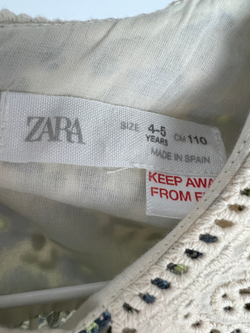 ZARA
SIZE 4-5 YEARS CM 110
MADE IN SPAIN
KEEP AWA
FROM F